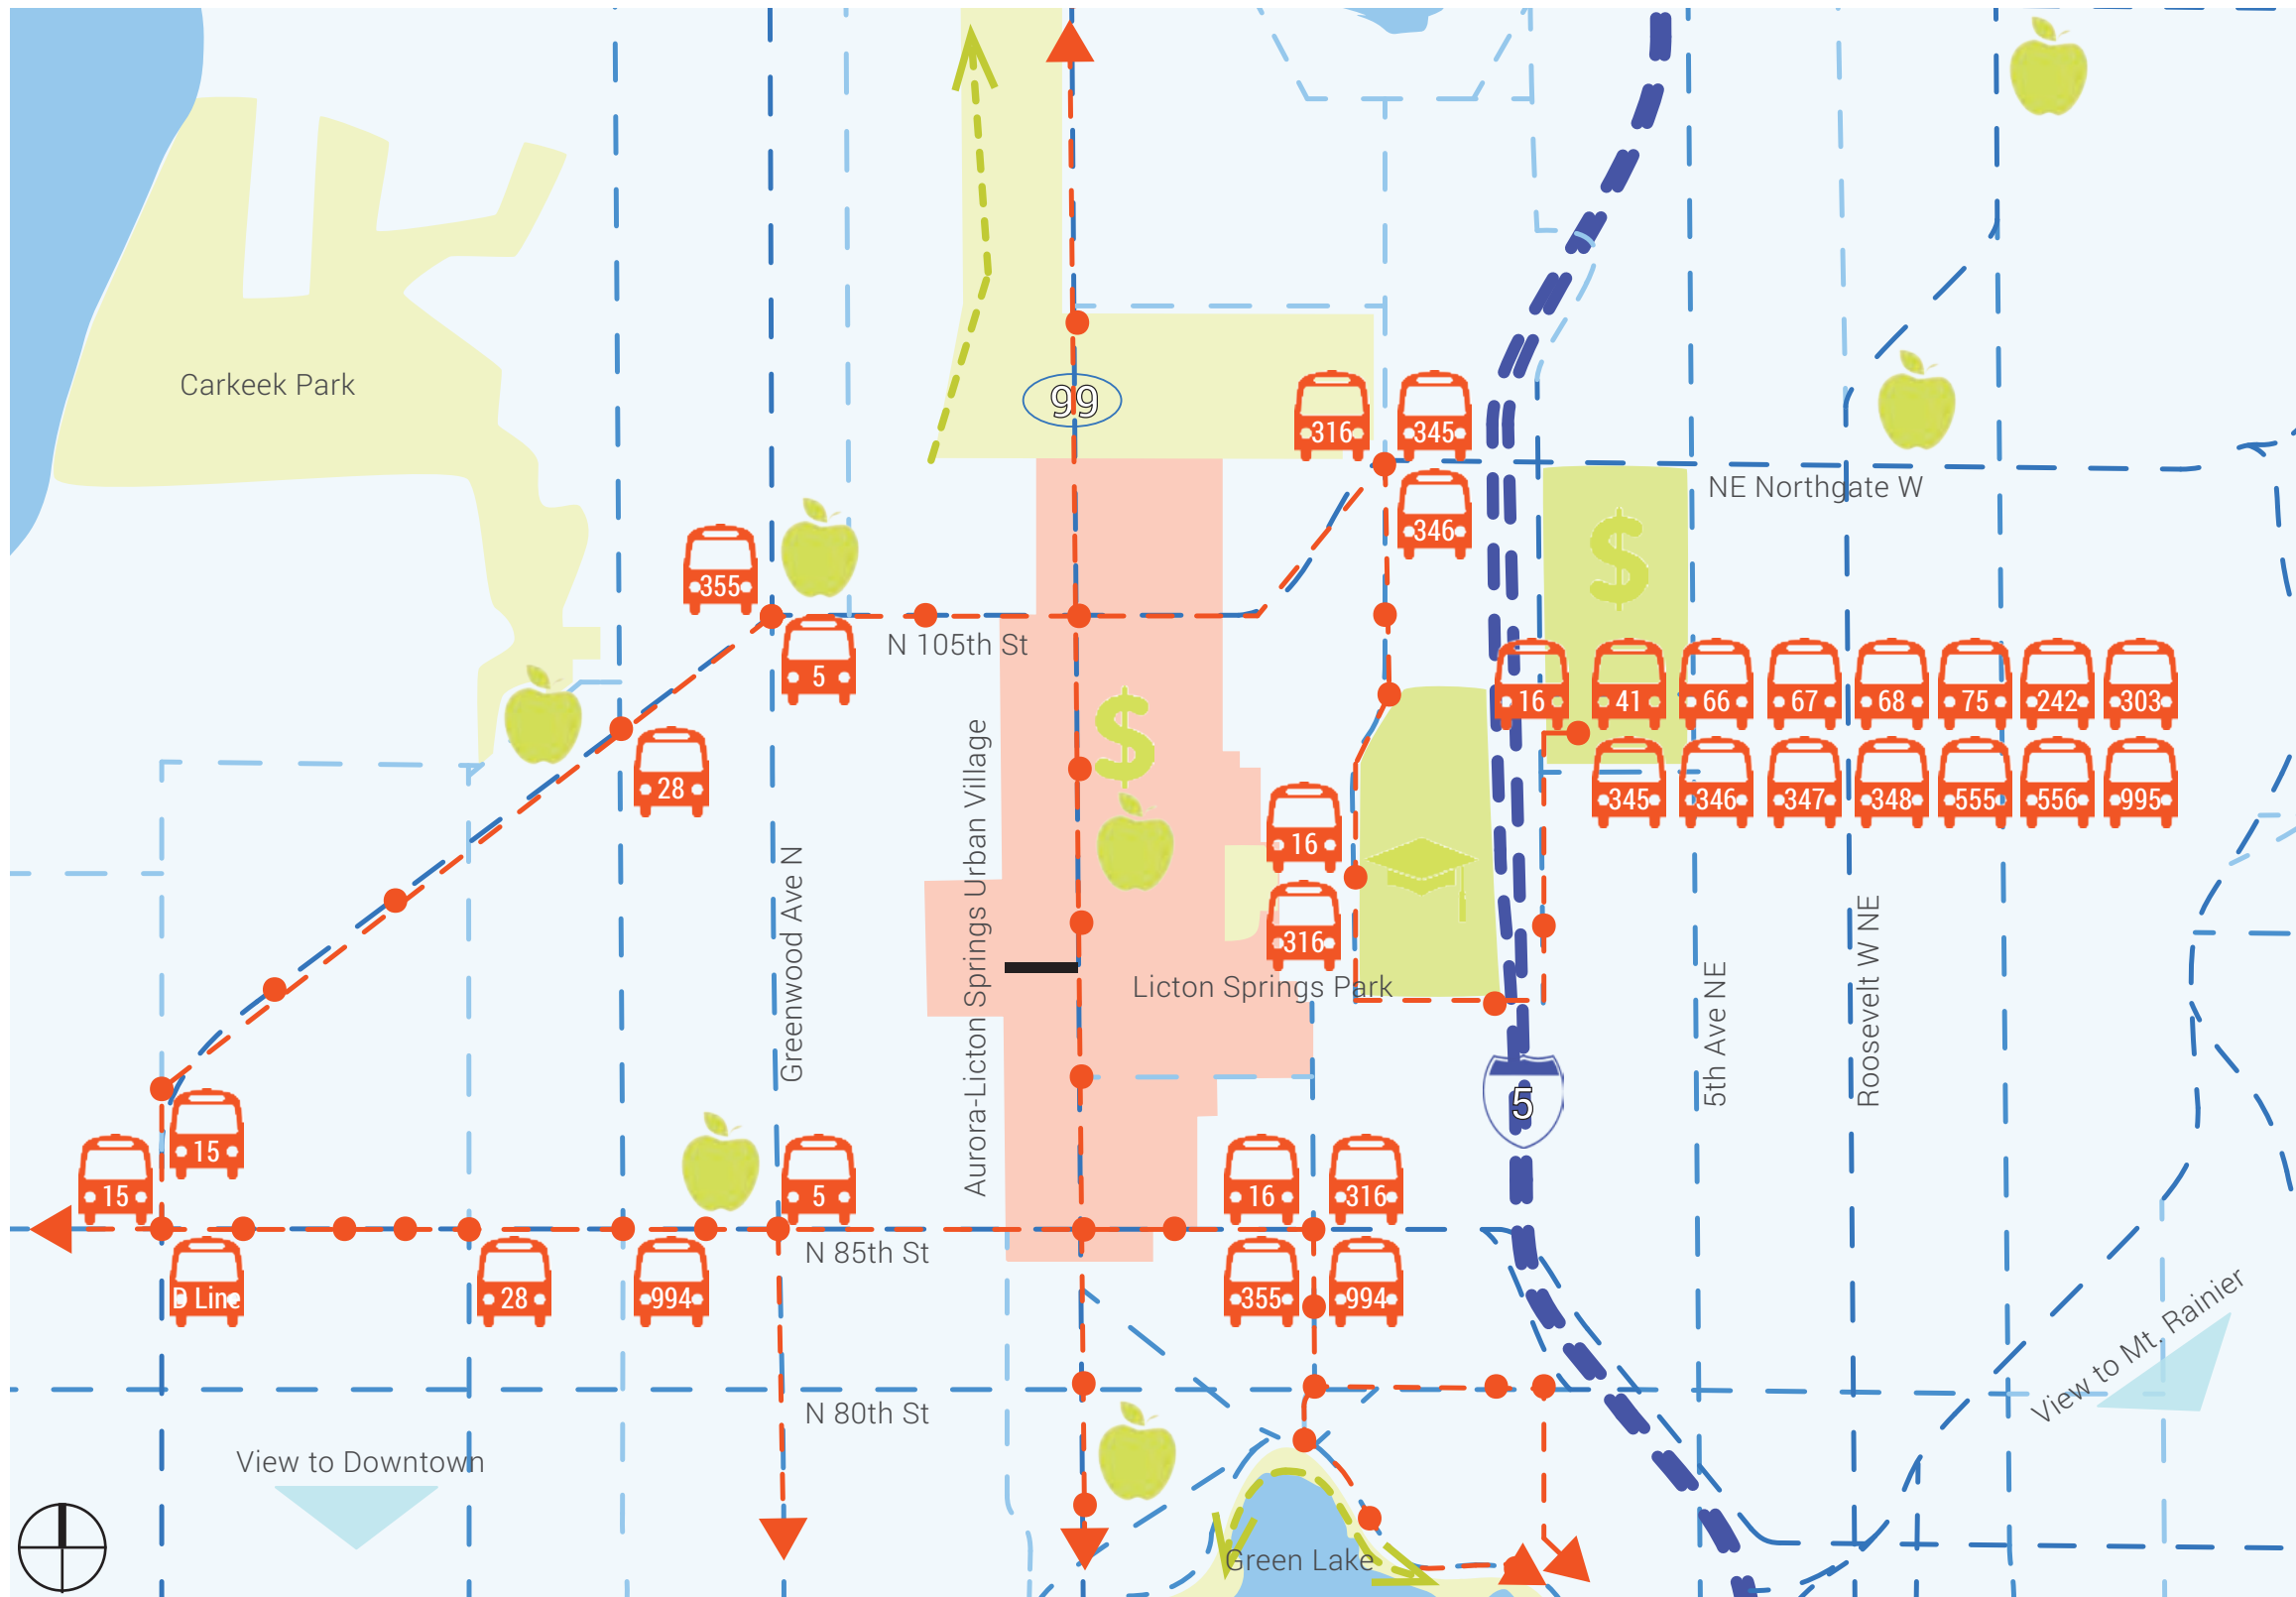 Carkeek Park
99
316
345
346
NE Northgate W
355
5
N 105th St
28
16
41
66
67
68
75
242
303
345
346
347
348
555
556
995
Greenwood Ave N
Aurora-Licton Springs Urban Village
16
316
Licton Springs Park
5th Ave NE
Roosevelt W NE
5
15
15
D Line
28
994
5
N 85th St
16
316
355
994
N 80th St
View to Downtown
View to Mt. Rainier
Green Lake